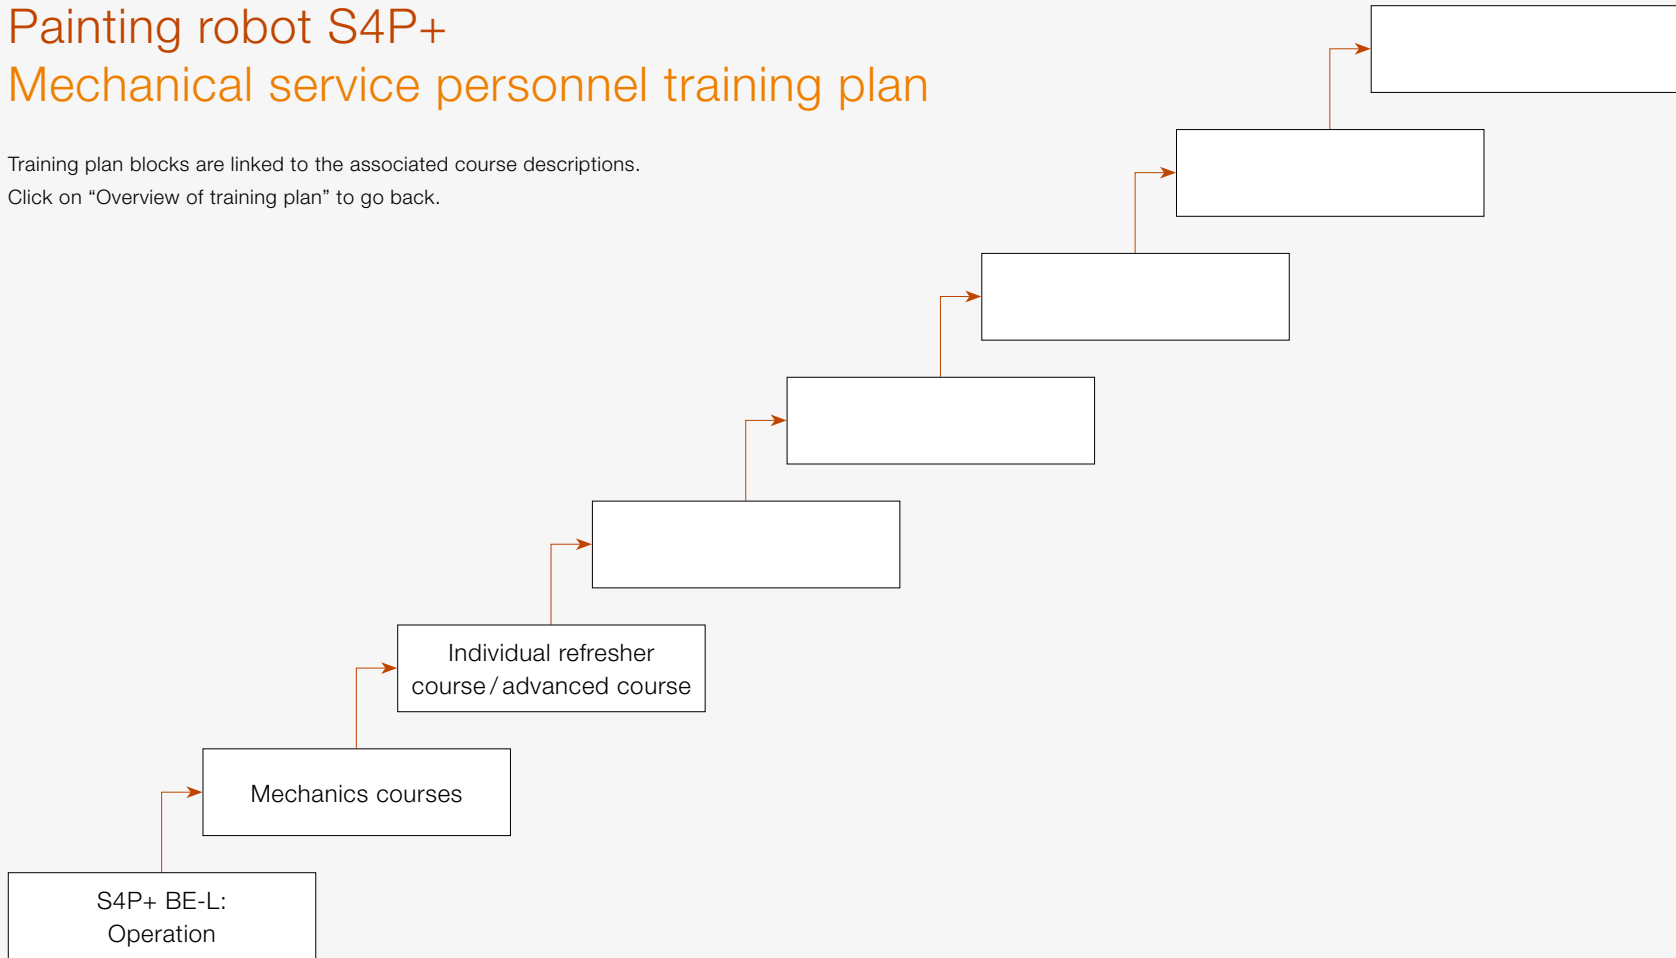 Painting robot S4P+
Mechanical service personnel training plan
Training plan blocks are linked to the associated course descriptions.
Click on “Overview of training plan” to go back.
Individual refresher
course / advanced course
Mechanics courses
S4P+ BE-L:
Operation